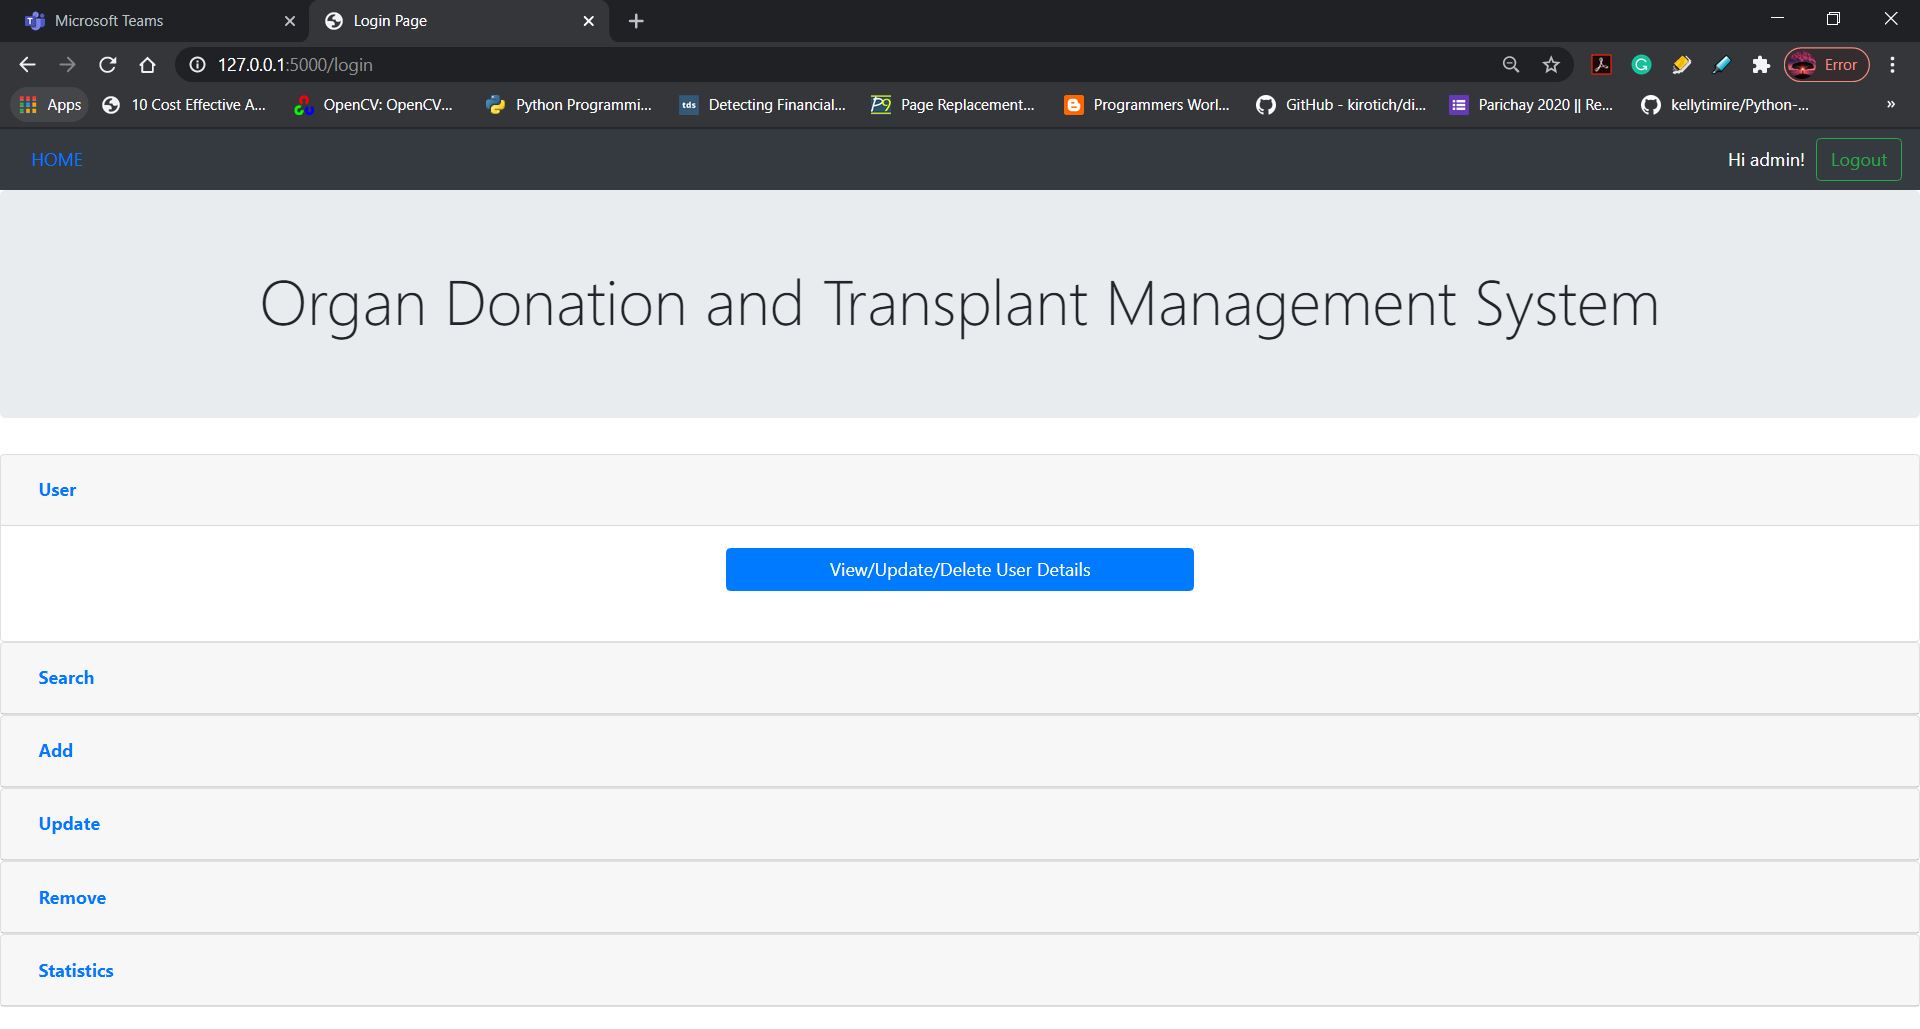 Microsoft Teams
Login Page
127.0.0.1:5000/login
Error
Apps
10 Cost Effective A...
OpenCV: OpenCV...
Python Programmi...
tds
Detecting Financial...
Page Replacement...
Programmers Worl...
GitHub - kirotich/di...
Parichay 2020 || Re...
kellytimire/Python-...
»
HOME
Hi admin!
Logout
Organ Donation and Transplant Management System
User
View/Update/Delete User Details
Search
Add
Update
Remove
Statistics